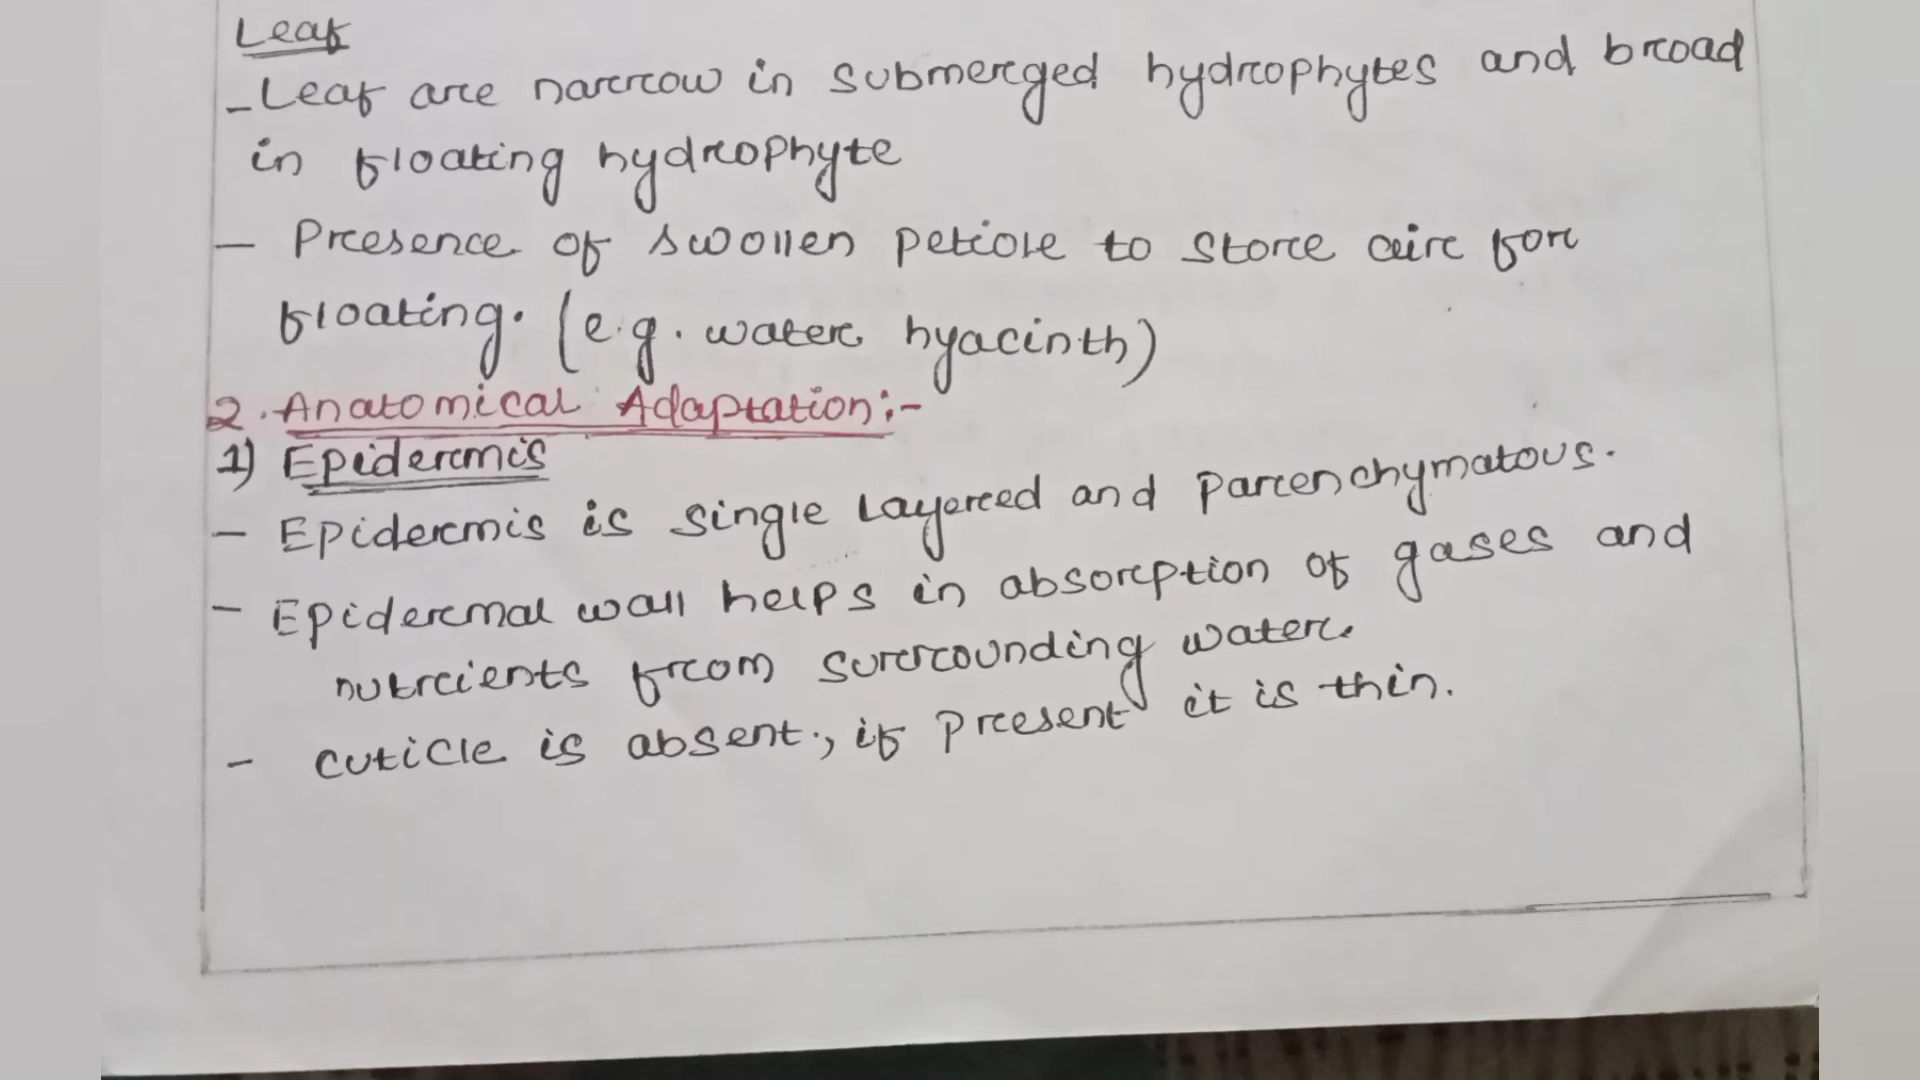 Leaf
- Leaf are narrow in submerged hydrophytes and broad
in floating hydrophyte
- Presence of swollen petiole to store air for
floating. (e.g. water hyacinth)
2. Anatomical Adaptation:-
1) Epidermis
- Epidermis is single layered and parenchymatous.
- Epidermal wall helps in absorption of gases and
nutrients from surrounding water.
- cuticle is absent., if present it is thin.